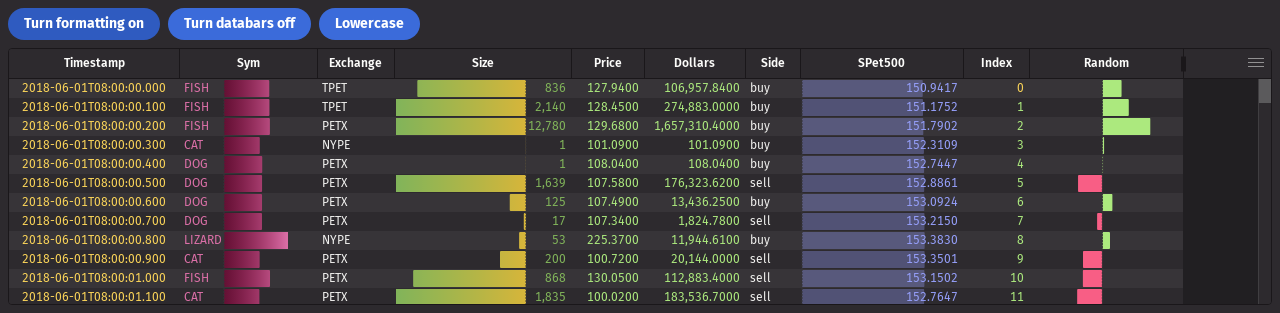 Turn formatting on Turn databars off Lowercase
Timestamp Sym Exchange Size Price Dollars Side SPet500 Index Random
2018-06-01T08:00:00.000 FISH TPET 836 127.9400 106,957.8400 buy 150.9417 0
2018-06-01T08:00:00.100 FISH TPET 2,140 128.4500 274,883.0000 buy 151.1752 1
2018-06-01T08:00:00.200 FISH PETX 12,780 129.6800 1,657,310.4000 buy 151.7902 2
2018-06-01T08:00:00.300 CAT NYPE 1 101.0900 101.0900 buy 152.3109 3
2018-06-01T08:00:00.400 DOG PETX 1 108.0400 108.0400 buy 152.7447 4
2018-06-01T08:00:00.500 DOG PETX 1,639 107.5800 176,323.6200 sell 152.8861 5
2018-06-01T08:00:00.600 DOG PETX 125 107.4900 13,436.2500 buy 153.0924 6
2018-06-01T08:00:00.700 DOG PETX 17 107.3400 1,824.7800 sell 153.2150 7
2018-06-01T08:00:00.800 LIZARD NYPE 53 225.3700 11,944.6100 buy 153.3830 8
2018-06-01T08:00:00.900 CAT PETX 200 100.7200 20,144.0000 sell 153.3501 9
2018-06-01T08:00:01.000 FISH PETX 868 130.0500 112,883.4000 sell 153.1502 10
2018-06-01T08:00:01.100 CAT PETX 1,835 100.0200 183,536.7000 sell 152.7647 11